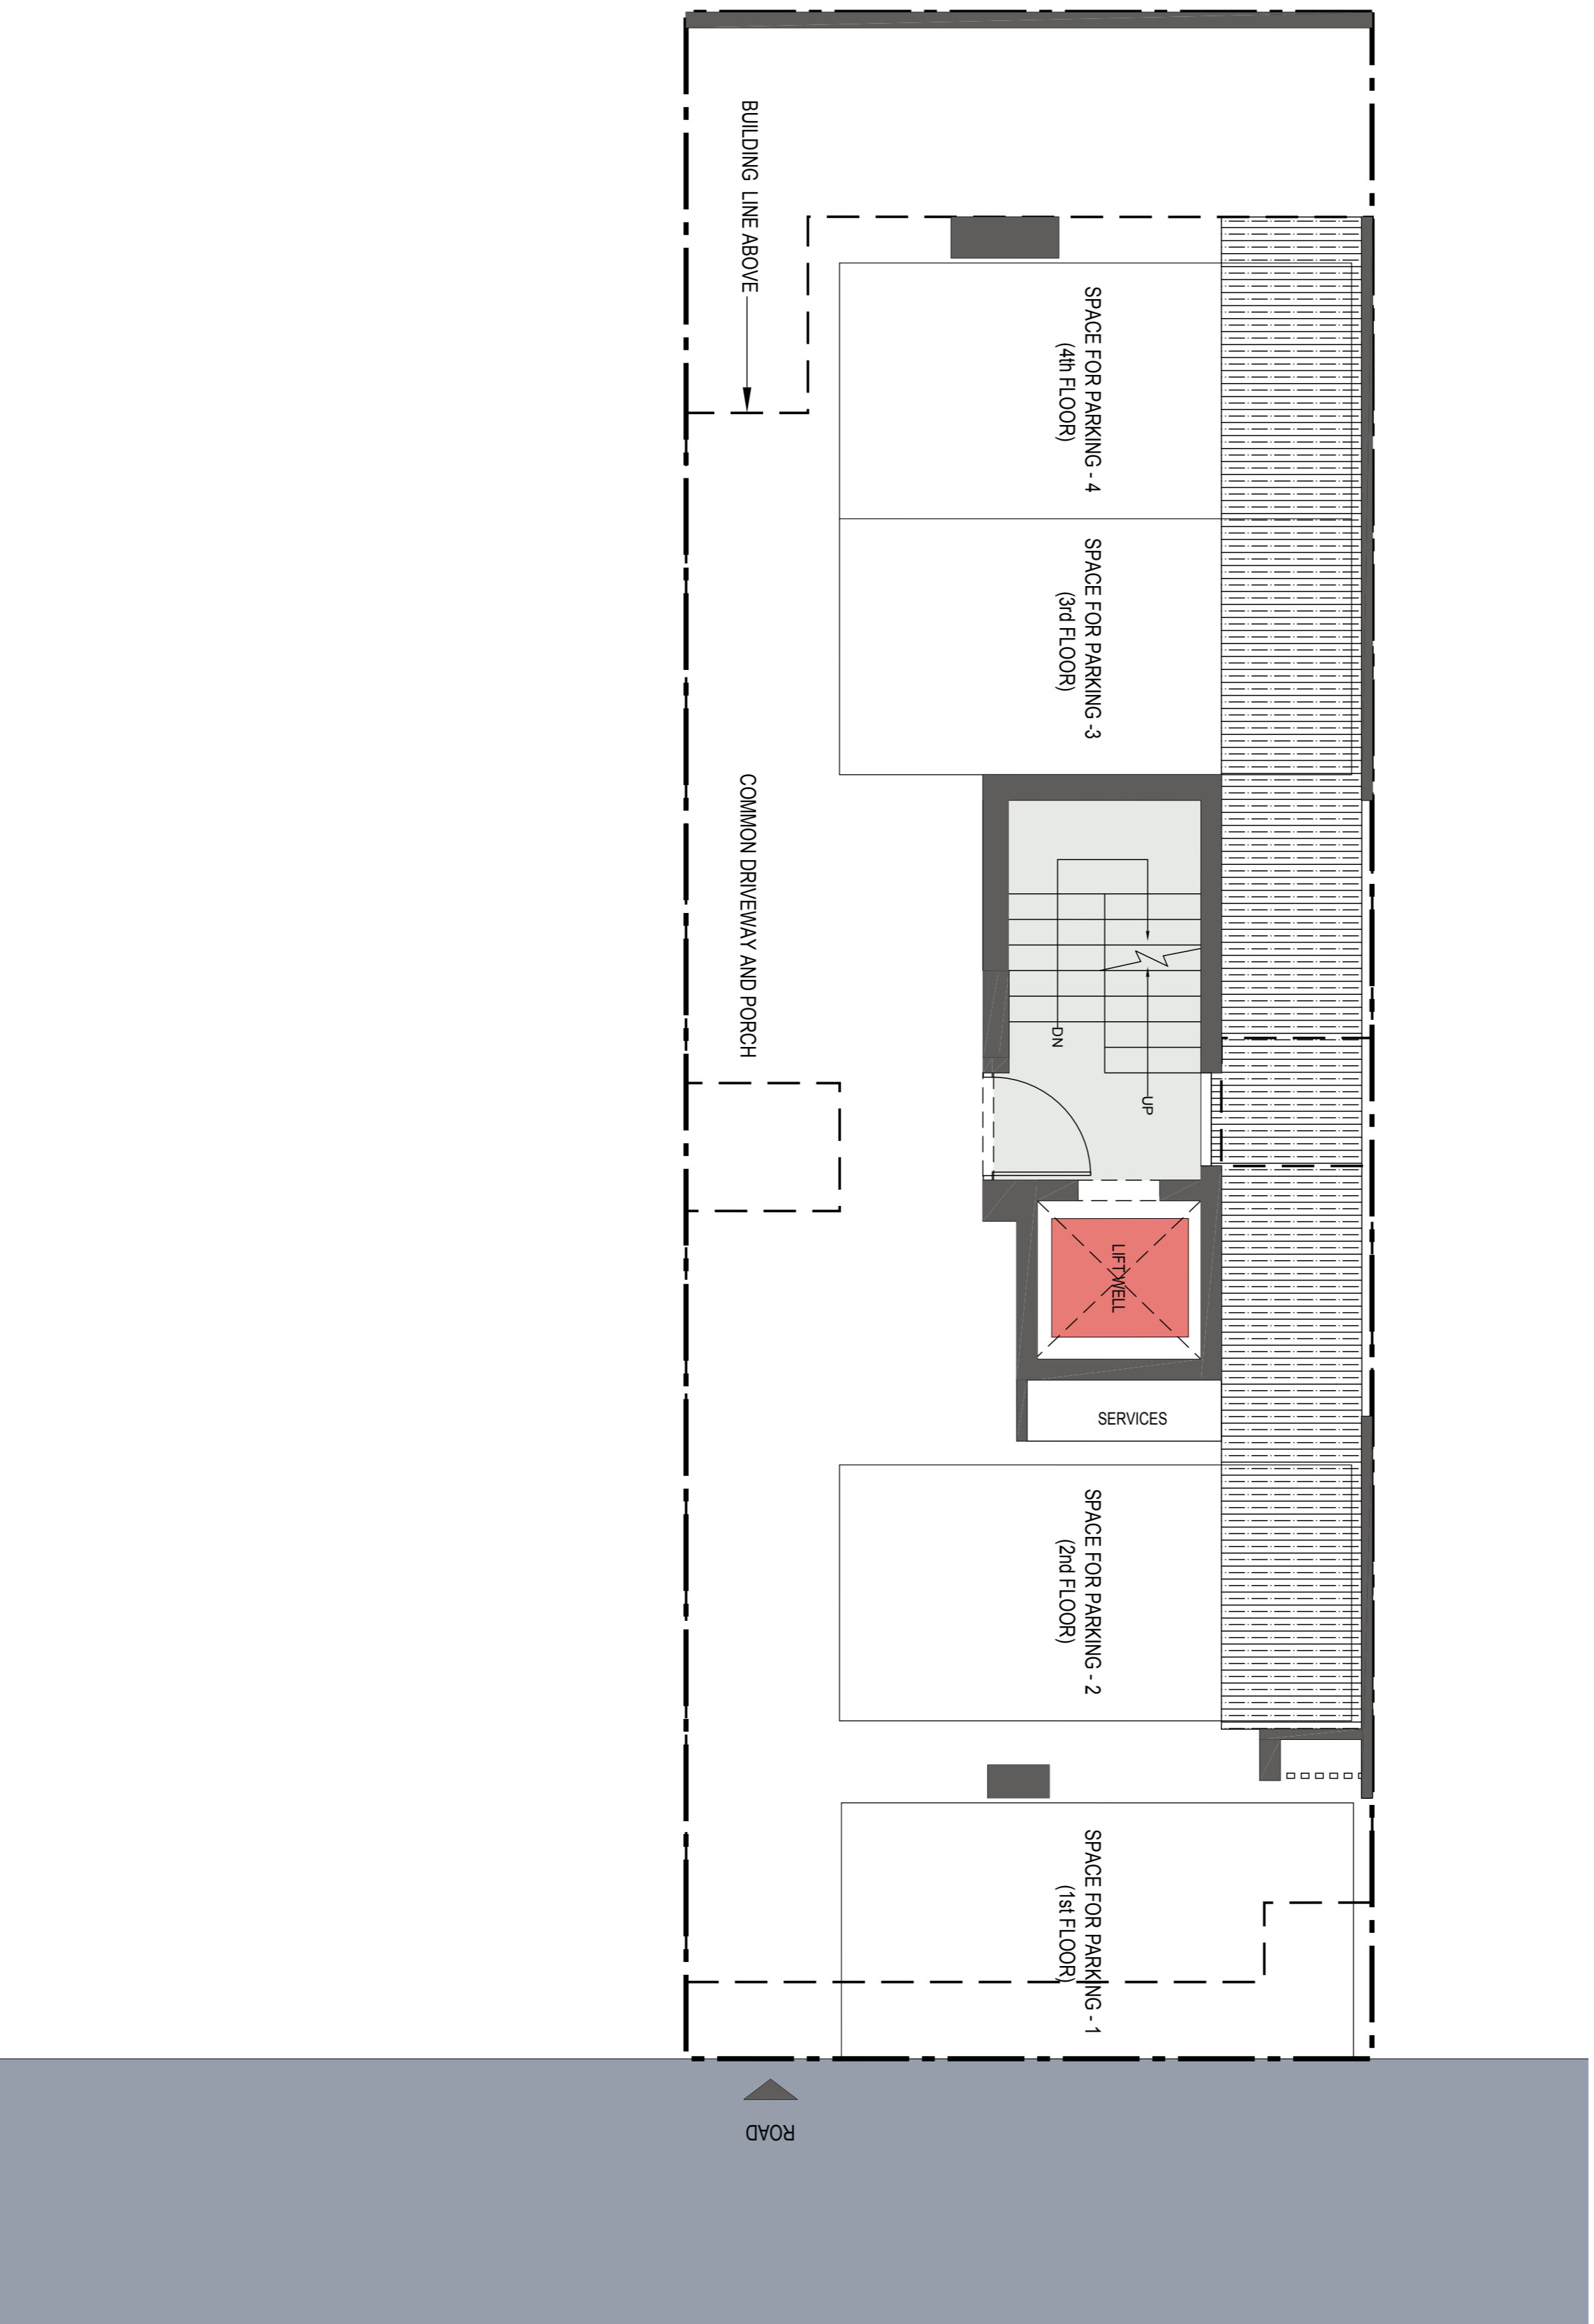 BUILDING LINE ABOVE
SPACE FOR PARKING - 4
(4th FLOOR)
SPACE FOR PARKING -3
(3rd FLOOR)
COMMON DRIVEWAY AND PORCH
DN
UP
LIFT WELL
SERVICES
SPACE FOR PARKING - 2
(2nd FLOOR)
SPACE FOR PARKING - 1
(1st FLOOR)
ROAD